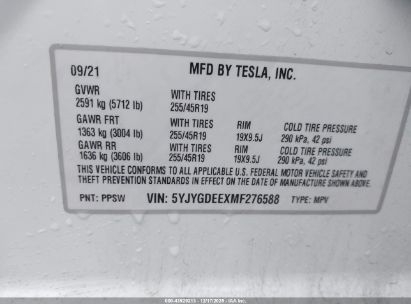 09/21 MFD BY TESLA, INC.
GVWR
2591 kg (5712 lb) WITH TIRES 255/45R19
GAWR FRT
1363 kg (3004 lb) WITH TIRES 255/45R19 RIM 19X9.5J COLD TIRE PRESSURE 290 kPa, 42 psi
GAWR RR
1636 kg (3606 lb) WITH TIRES 255/45R19 RIM 19X9.5J COLD TIRE PRESSURE 290 kPa, 42 psi
THIS VEHICLE CONFORMS TO ALL APPLICABLE U.S. FEDERAL MOTOR VEHICLE SAFETY AND
THEFT PREVENTION STANDARDS IN EFFECT ON THE DATE OF MANUFACTURE SHOWN ABOVE.
PNT: PPSW VIN: 5YJYGDEEXMF276588 TYPE: MPV